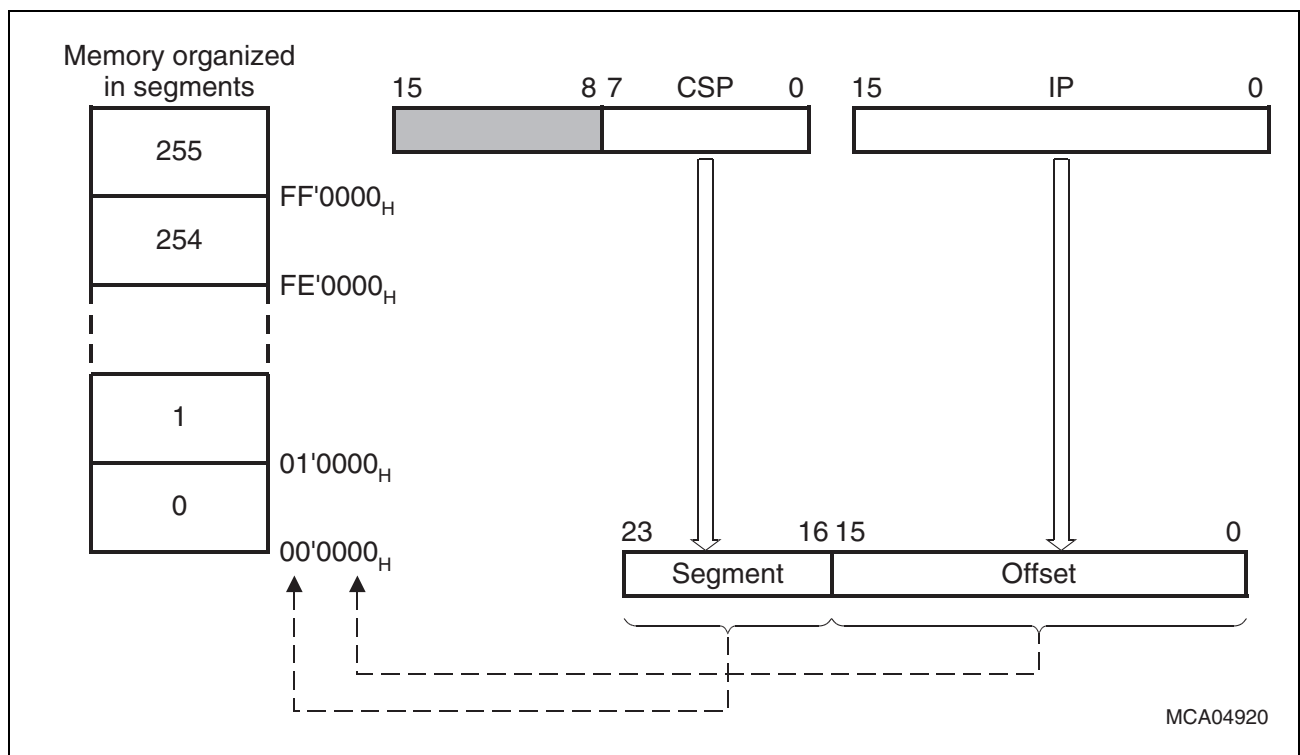 Memory organized
in segments
15 8 7 CSP 0 15 IP 0
255
FF'0000H
254
FE'0000H
1
01'0000H
0
00'0000H
23 16 15 0
Segment Offset
MCA04920